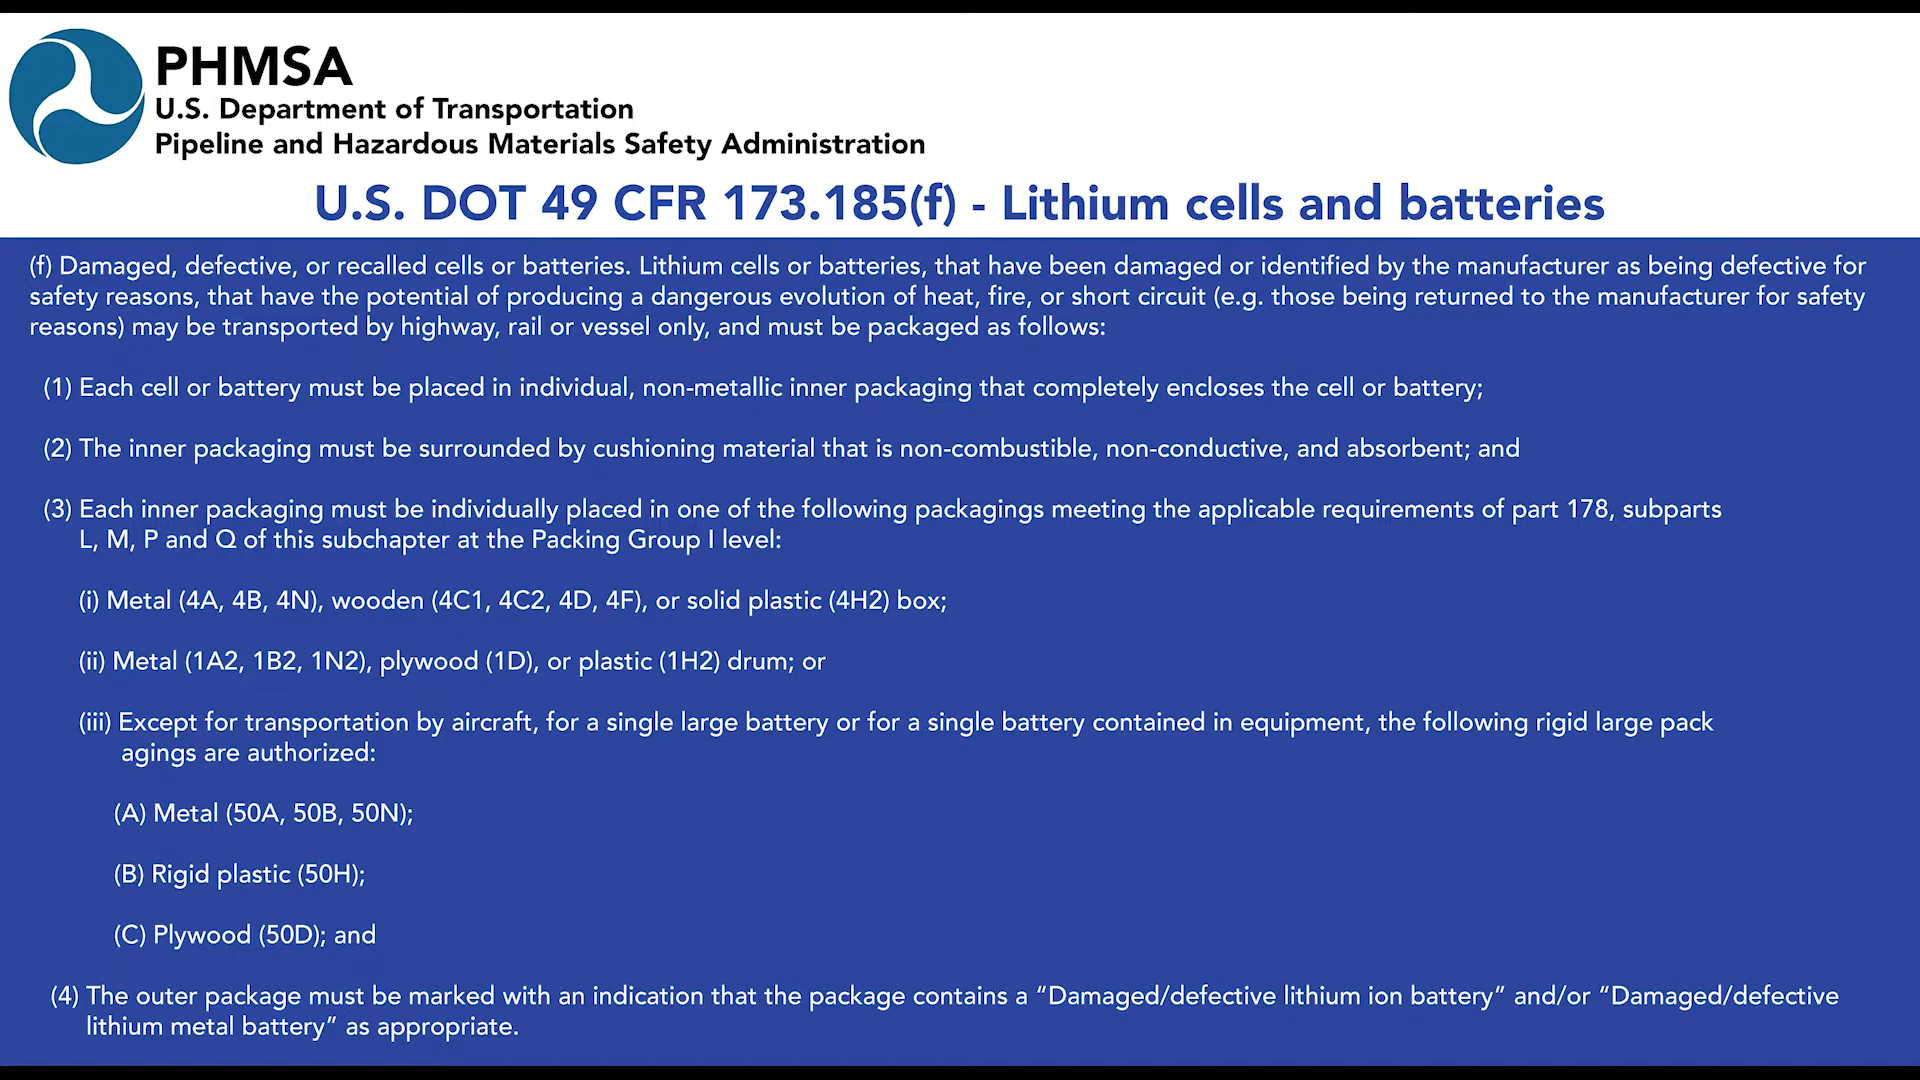 PHMSA
U.S. Department of Transportation
Pipeline and Hazardous Materials Safety Administration
U.S. DOT 49 CFR 173.185(f) - Lithium cells and batteries
(f) Damaged, defective, or recalled cells or batteries. Lithium cells or batteries, that have been damaged or identified by the manufacturer as being defective for
safety reasons, that have the potential of producing a dangerous evolution of heat, fire, or short circuit (e.g. those being returned to the manufacturer for safety
reasons) may be transported by highway, rail or vessel only, and must be packaged as follows:
(1) Each cell or battery must be placed in individual, non-metallic inner packaging that completely encloses the cell or battery;
(2) The inner packaging must be surrounded by cushioning material that is non-combustible, non-conductive, and absorbent; and
(3) Each inner packaging must be individually placed in one of the following packagings meeting the applicable requirements of part 178, subparts
L, M, P and Q of this subchapter at the Packing Group I level:
(i) Metal (4A, 4B, 4N), wooden (4C1, 4C2, 4D, 4F), or solid plastic (4H2) box;
(ii) Metal (1A2, 1B2, 1N2), plywood (1D), or plastic (1H2) drum; or
(iii) Except for transportation by aircraft, for a single large battery or for a single battery contained in equipment, the following rigid large pack
agings are authorized:
(A) Metal (50A, 50B, 50N);
(B) Rigid plastic (50H);
(C) Plywood (50D); and
(4) The outer package must be marked with an indication that the package contains a “Damaged/defective lithium ion battery” and/or “Damaged/defective
lithium metal battery” as appropriate.